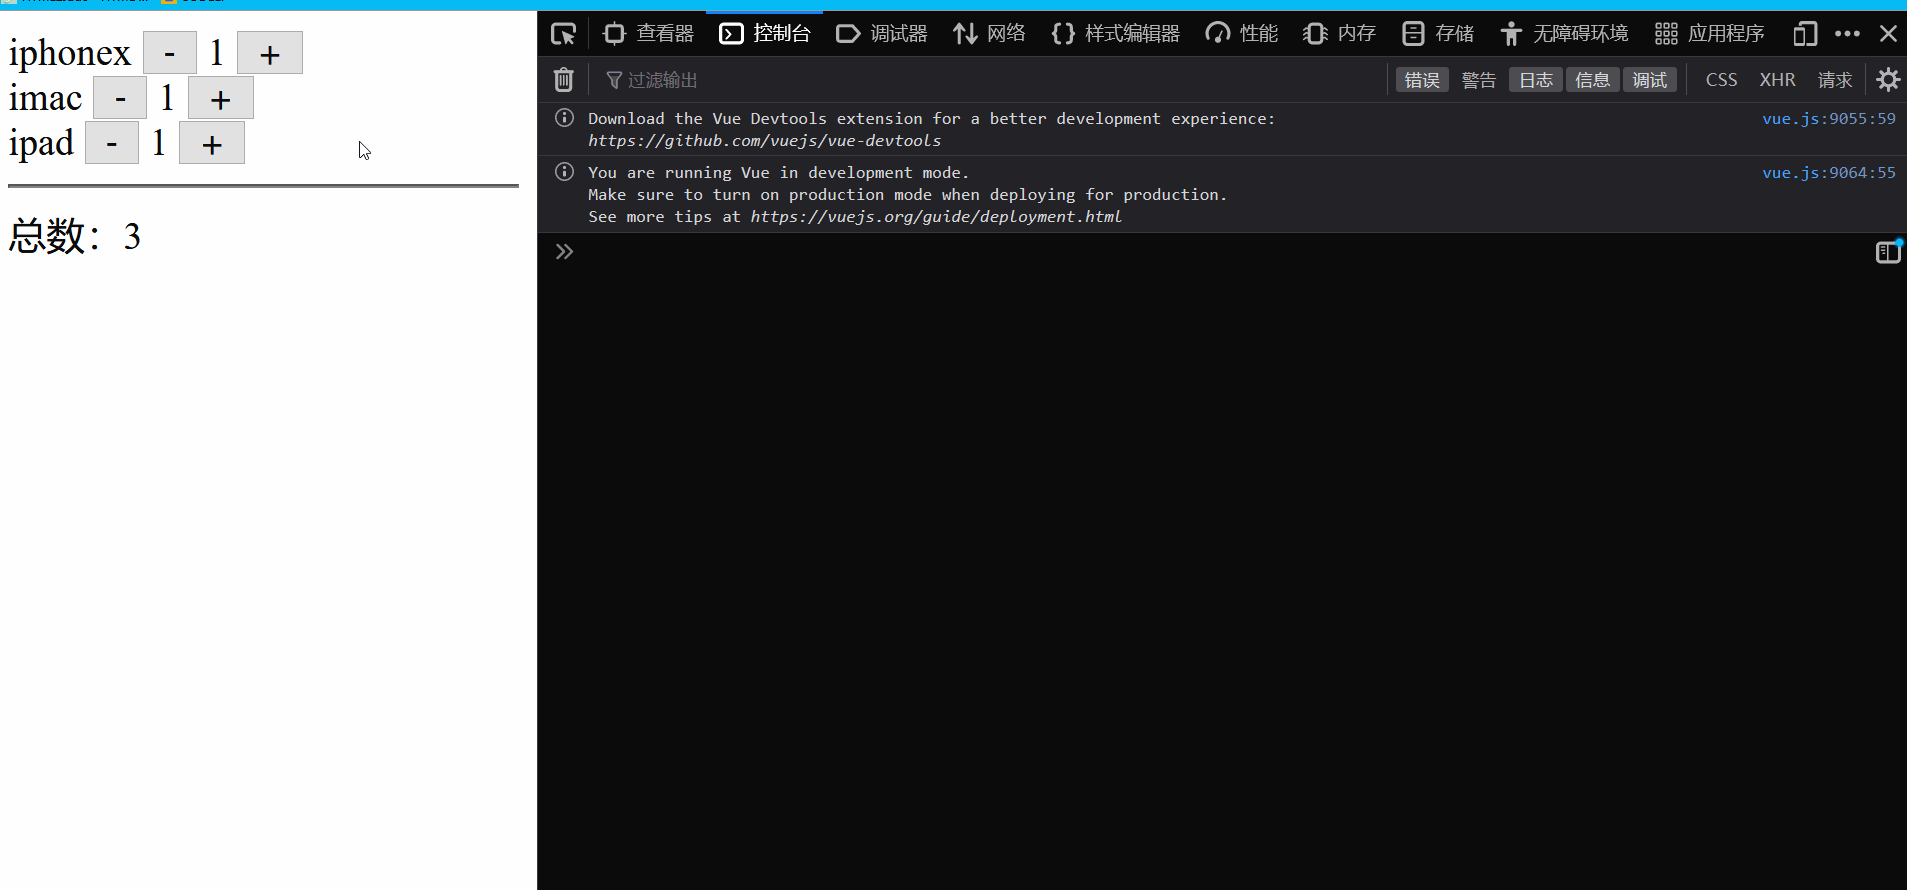 iphonex - 1 +
imac - 1 +
ipad - 1 +
总数：3
查看器 控制台 调试器 网络 样式编辑器 性能 内存 存储 无障碍环境 应用程序
过滤输出 错误 警告 日志 信息 调试 CSS XHR 请求
Download the Vue Devtools extension for a better development experience: vue.js:9055:59
https://github.com/vuejs/vue-devtools
You are running Vue in development mode. vue.js:9064:55
Make sure to turn on production mode when deploying for production.
See more tips at https://vuejs.org/guide/deployment.html